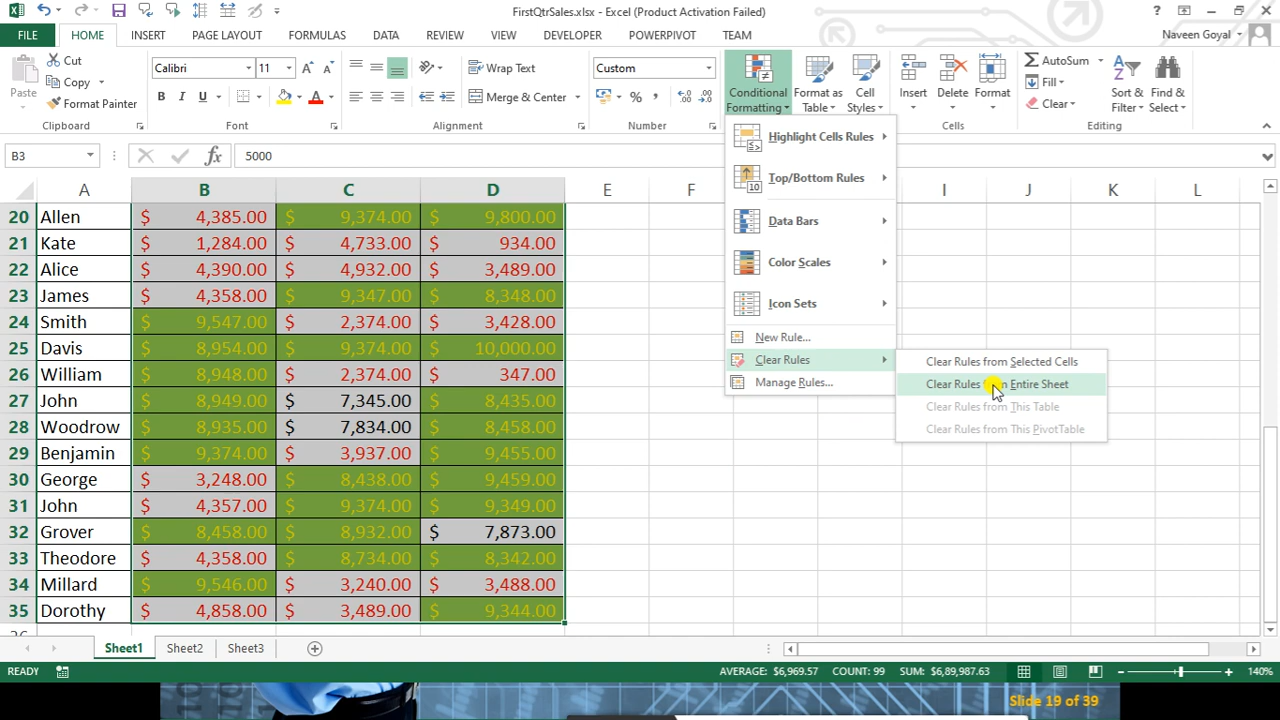 FirstQtrSales.xlsx - Excel (Product Activation Failed)
?
FILE HOME INSERT PAGE LAYOUT FORMULAS DATA REVIEW VIEW DEVELOPER POWERPIVOT TEAM Naveen Goyal
Paste
Cut
Copy
Format Painter
Clipboard
Calibri 11
B I U
Font
Wrap Text
Merge & Center
Alignment
Custom
%
Number
Conditional Formatting
Format as Table
Cell Styles
Insert Delete Format
Cells
AutoSum
Fill
Clear
Sort & Filter
Find & Select
Editing
B3 fx 5000
A B C D E F I J K L
20 Allen $ 4,385.00 $ 9,374.00 $ 9,800.00
21 Kate $ 1,284.00 $ 4,733.00 $ 934.00
22 Alice $ 4,390.00 $ 4,932.00 $ 3,489.00
23 James $ 4,358.00 $ 9,347.00 $ 8,348.00
24 Smith $ 9,547.00 $ 2,374.00 $ 3,428.00
25 Davis $ 8,954.00 $ 9,374.00 $ 10,000.00
26 William $ 8,948.00 $ 2,374.00 $ 347.00
27 John $ 8,949.00 $ 7,345.00 $ 8,435.00
28 Woodrow $ 8,935.00 $ 7,834.00 $ 8,458.00
29 Benjamin $ 9,374.00 $ 3,937.00 $ 9,455.00
30 George $ 3,248.00 $ 8,438.00 $ 9,459.00
31 John $ 4,357.00 $ 9,374.00 $ 9,349.00
32 Grover $ 8,458.00 $ 8,932.00 $ 7,873.00
33 Theodore $ 4,358.00 $ 8,734.00 $ 8,342.00
34 Millard $ 9,546.00 $ 3,240.00 $ 3,488.00
35 Dorothy $ 4,858.00 $ 3,489.00 $ 9,344.00
Highlight Cells Rules
Top/Bottom Rules
Data Bars
Color Scales
Icon Sets
New Rule...
Clear Rules
Manage Rules...
Clear Rules from Selected Cells
Clear Rules from Entire Sheet
Clear Rules from This Table
Clear Rules from This PivotTable
Sheet1 Sheet2 Sheet3
READY AVERAGE: $6,969.57 COUNT: 99 SUM: $6,89,987.63 140%
Slide 19 of 39